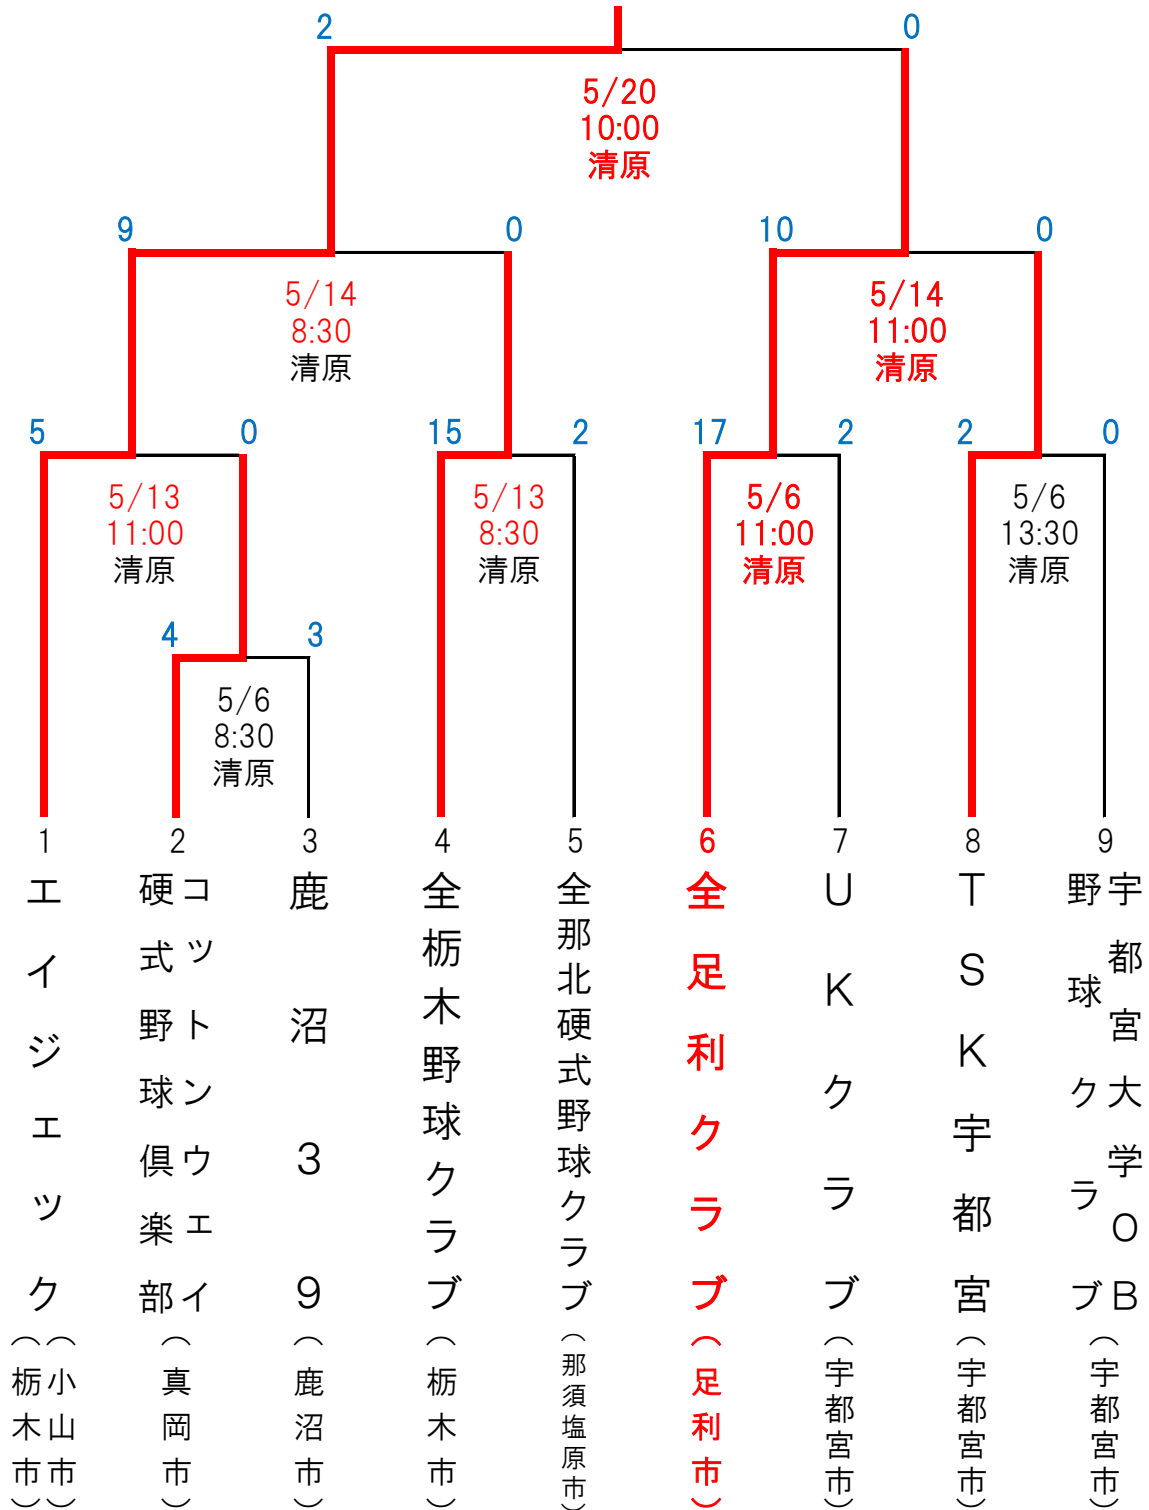 2
0
5/20
10:00
清原
9
0
10
0
5/14
8:30
清原
5/14
11:00
清原
5
0
15
2
17
2
2
0
5/13
11:00
清原
5/13
8:30
清原
5/6
11:00
清原
5/6
13:30
清原
4
3
5/6
8:30
清原
1
2
3
4
5
6
7
8
9
エイジェック
（小山市）
（栃木市）
コットンウェイ
硬式野球倶楽部
（真岡市）
鹿沼39
（鹿沼市）
全栃木野球クラブ
（栃木市）
全那北硬式野球クラブ
（那須塩原市）
全足利クラブ
（足利市）
UKクラブ
（宇都宮市）
TSK宇都宮
（宇都宮市）
宇都宮大学OB
野球クラブ
（宇都宮市）